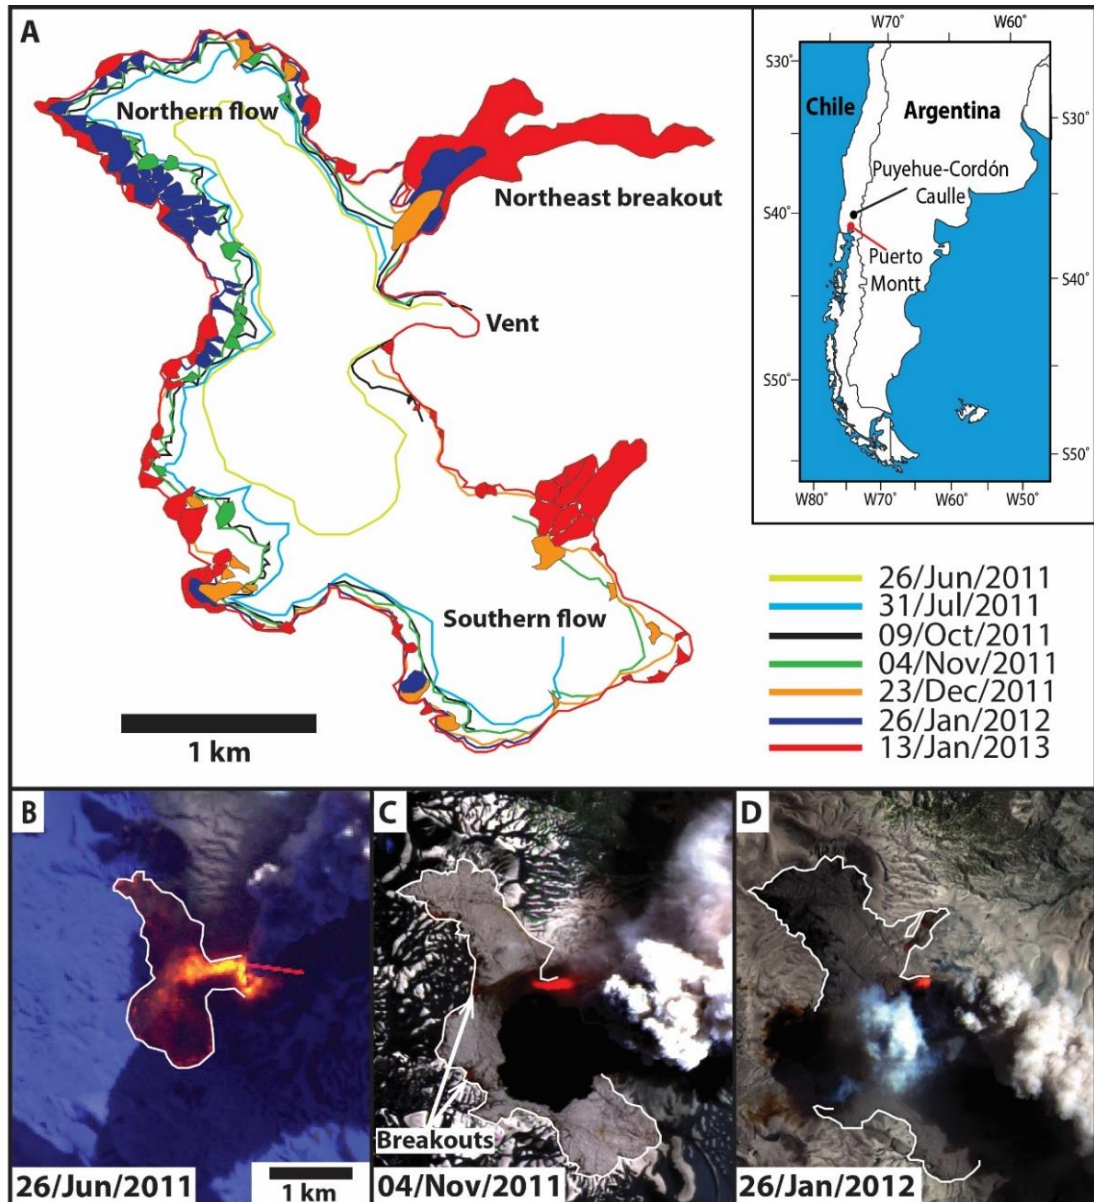 A
Northern flow
Northeast breakout
Vent
Southern flow
1 km
W70°
W60°
S30°
S30°
Chile
Argentina
Puyehue-Cordón
Caulle
S40°
Puerto
Montt
S40°
S50°
S50°
W80°
W70°
W60°
W50°
26/Jun/2011
31/Jul/2011
09/Oct/2011
04/Nov/2011
23/Dec/2011
26/Jan/2012
13/Jan/2013
B
26/Jun/2011
1 km
C
Breakouts
04/Nov/2011
D
26/Jan/2012